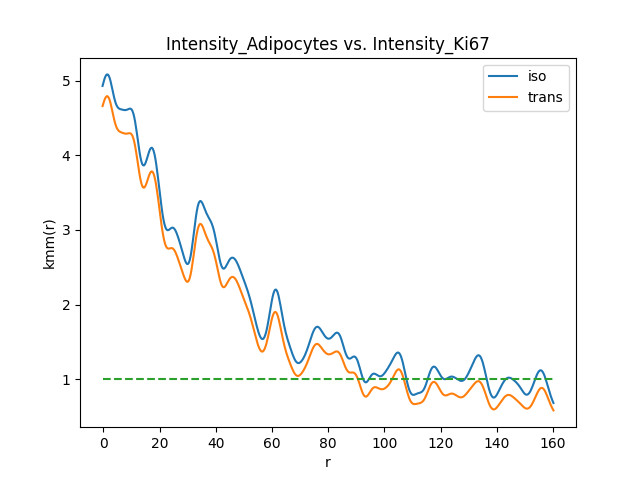 Intensity_Adipocytes vs. Intensity_Ki67
iso
trans
5
4
3
2
1
kmm(r)
0 20 40 60 80 100 120 140 160
r